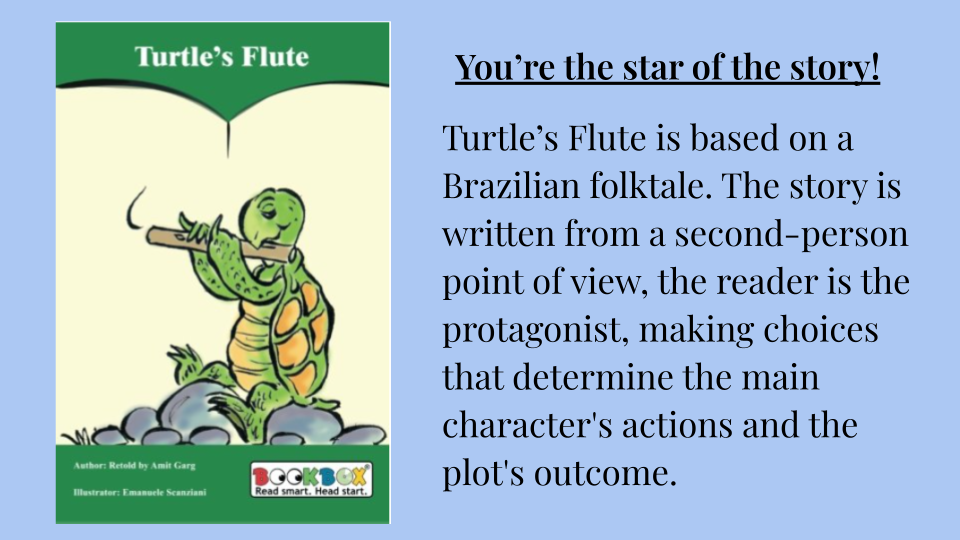 Turtle’s Flute
Author: Retold by Amit Garg
Illustrator: Emanuele Scanziani
BOOKBOX®
Read smart. Head start.
You’re the star of the story!
Turtle’s Flute is based on a
Brazilian folktale. The story is
written from a second-person
point of view, the reader is the
protagonist, making choices
that determine the main
character's actions and the
plot's outcome.